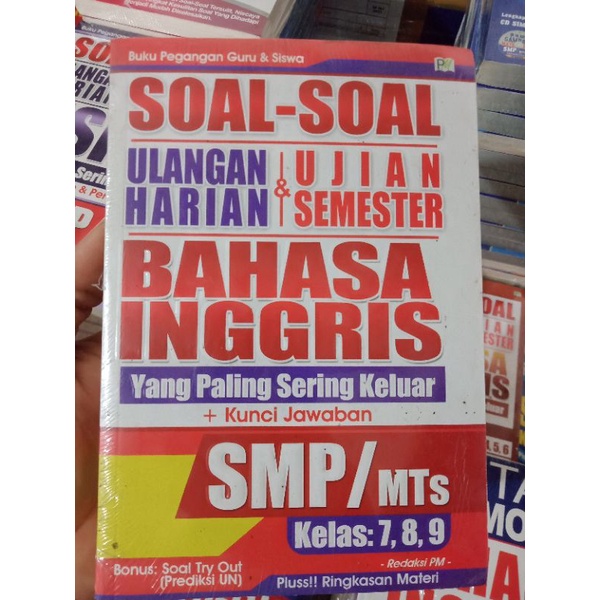 Buku Pegangan Guru & Siswa
SOAL-SOAL
ULANGAN
HARIAN
&
UJIAN
SEMESTER
BAHASA
INGGRIS
Yang Paling Sering Keluar
+ Kunci Jawaban
SMP/MTs
Kelas: 7, 8, 9
- Redaksi PM -
Bonus: Soal Try Out
(Prediksi UN)
Pluss!! Ringkasan Materi